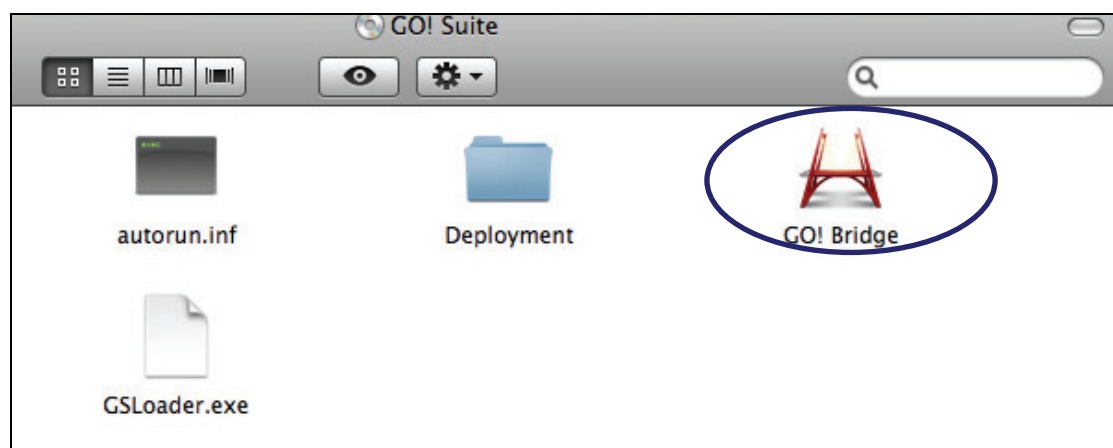 GO! Suite
autorun.inf
Deployment
GO! Bridge
GSLoader.exe